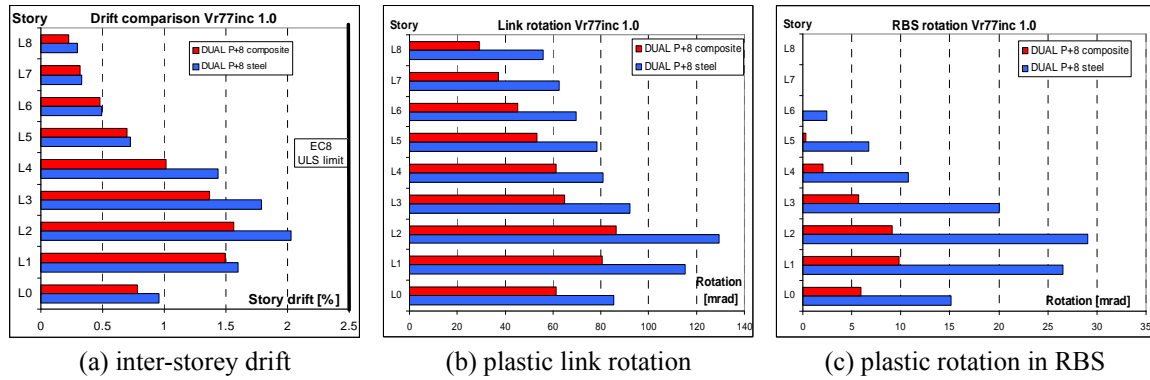 Story
Drift comparison Vr77inc 1.0
DUAL P+8 composite
DUAL P+8 steel
L8
L7
L6
L5
L4
L3
L2
L1
L0
EC8
ULS limit
Story drift [%]
0 0.5 1 1.5 2 2.5
Story
Link rotation Vr77inc 1.0
DUAL P+8 composite
DUAL P+8 steel
L8
L7
L6
L5
L4
L3
L2
L1
L0
Rotation
[mrad]
0 20 40 60 80 100 120 140
Story
RBS rotation Vr77inc 1.0
DUAL P+8 composite
DUAL P+8 steel
L8
L7
L6
L5
L4
L3
L2
L1
L0
Rotation [mrad]
0 5 10 15 20 25 30 35
(a) inter-storey drift
(b) plastic link rotation
(c) plastic rotation in RBS